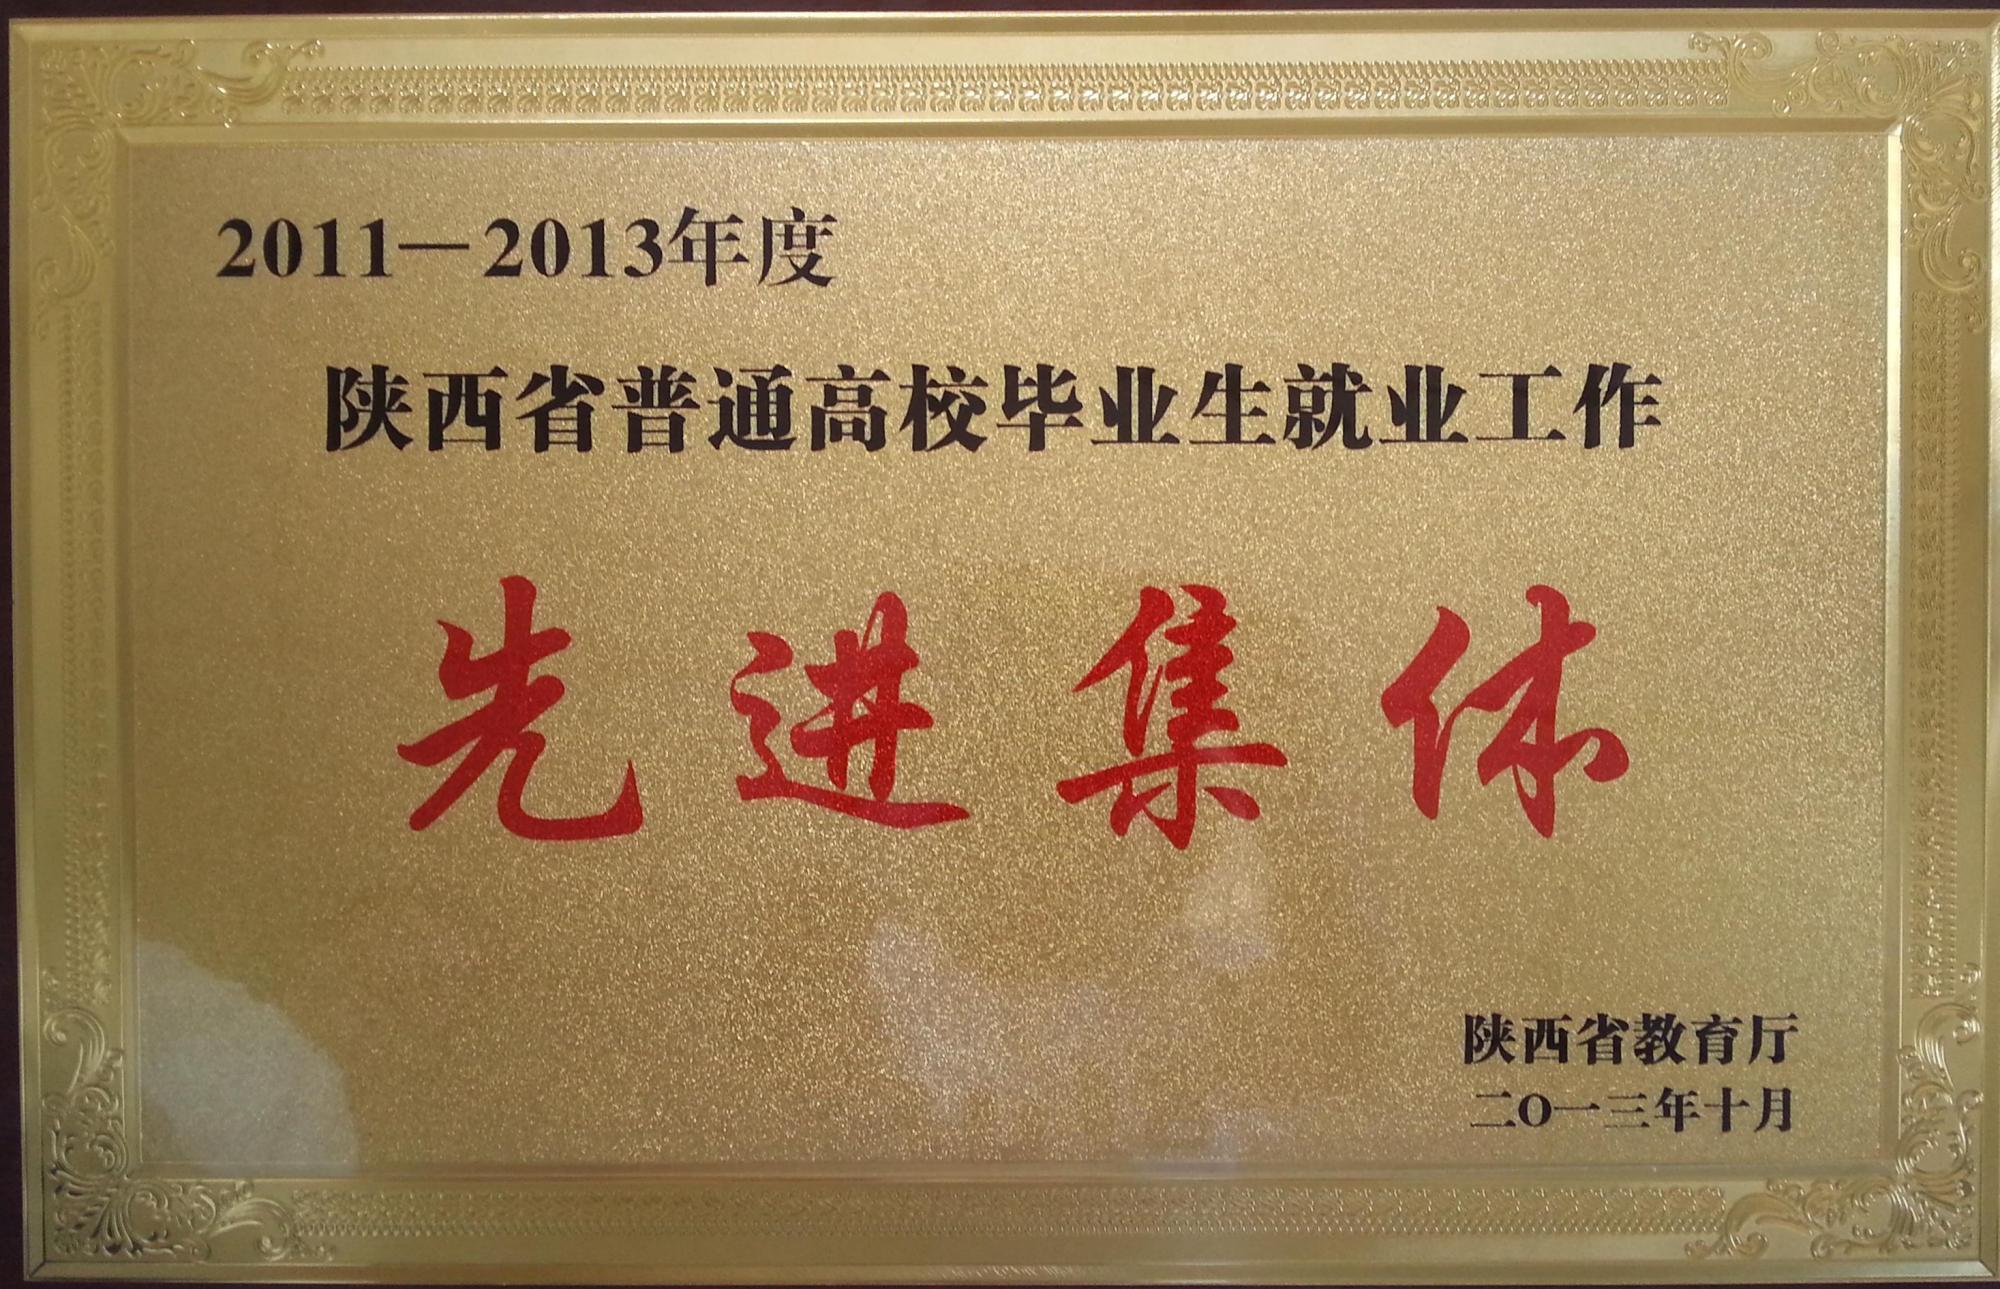 2011－2013年度
陕西省普通高校毕业生就业工作
先进集体
陕西省教育厅
二〇一三年十月